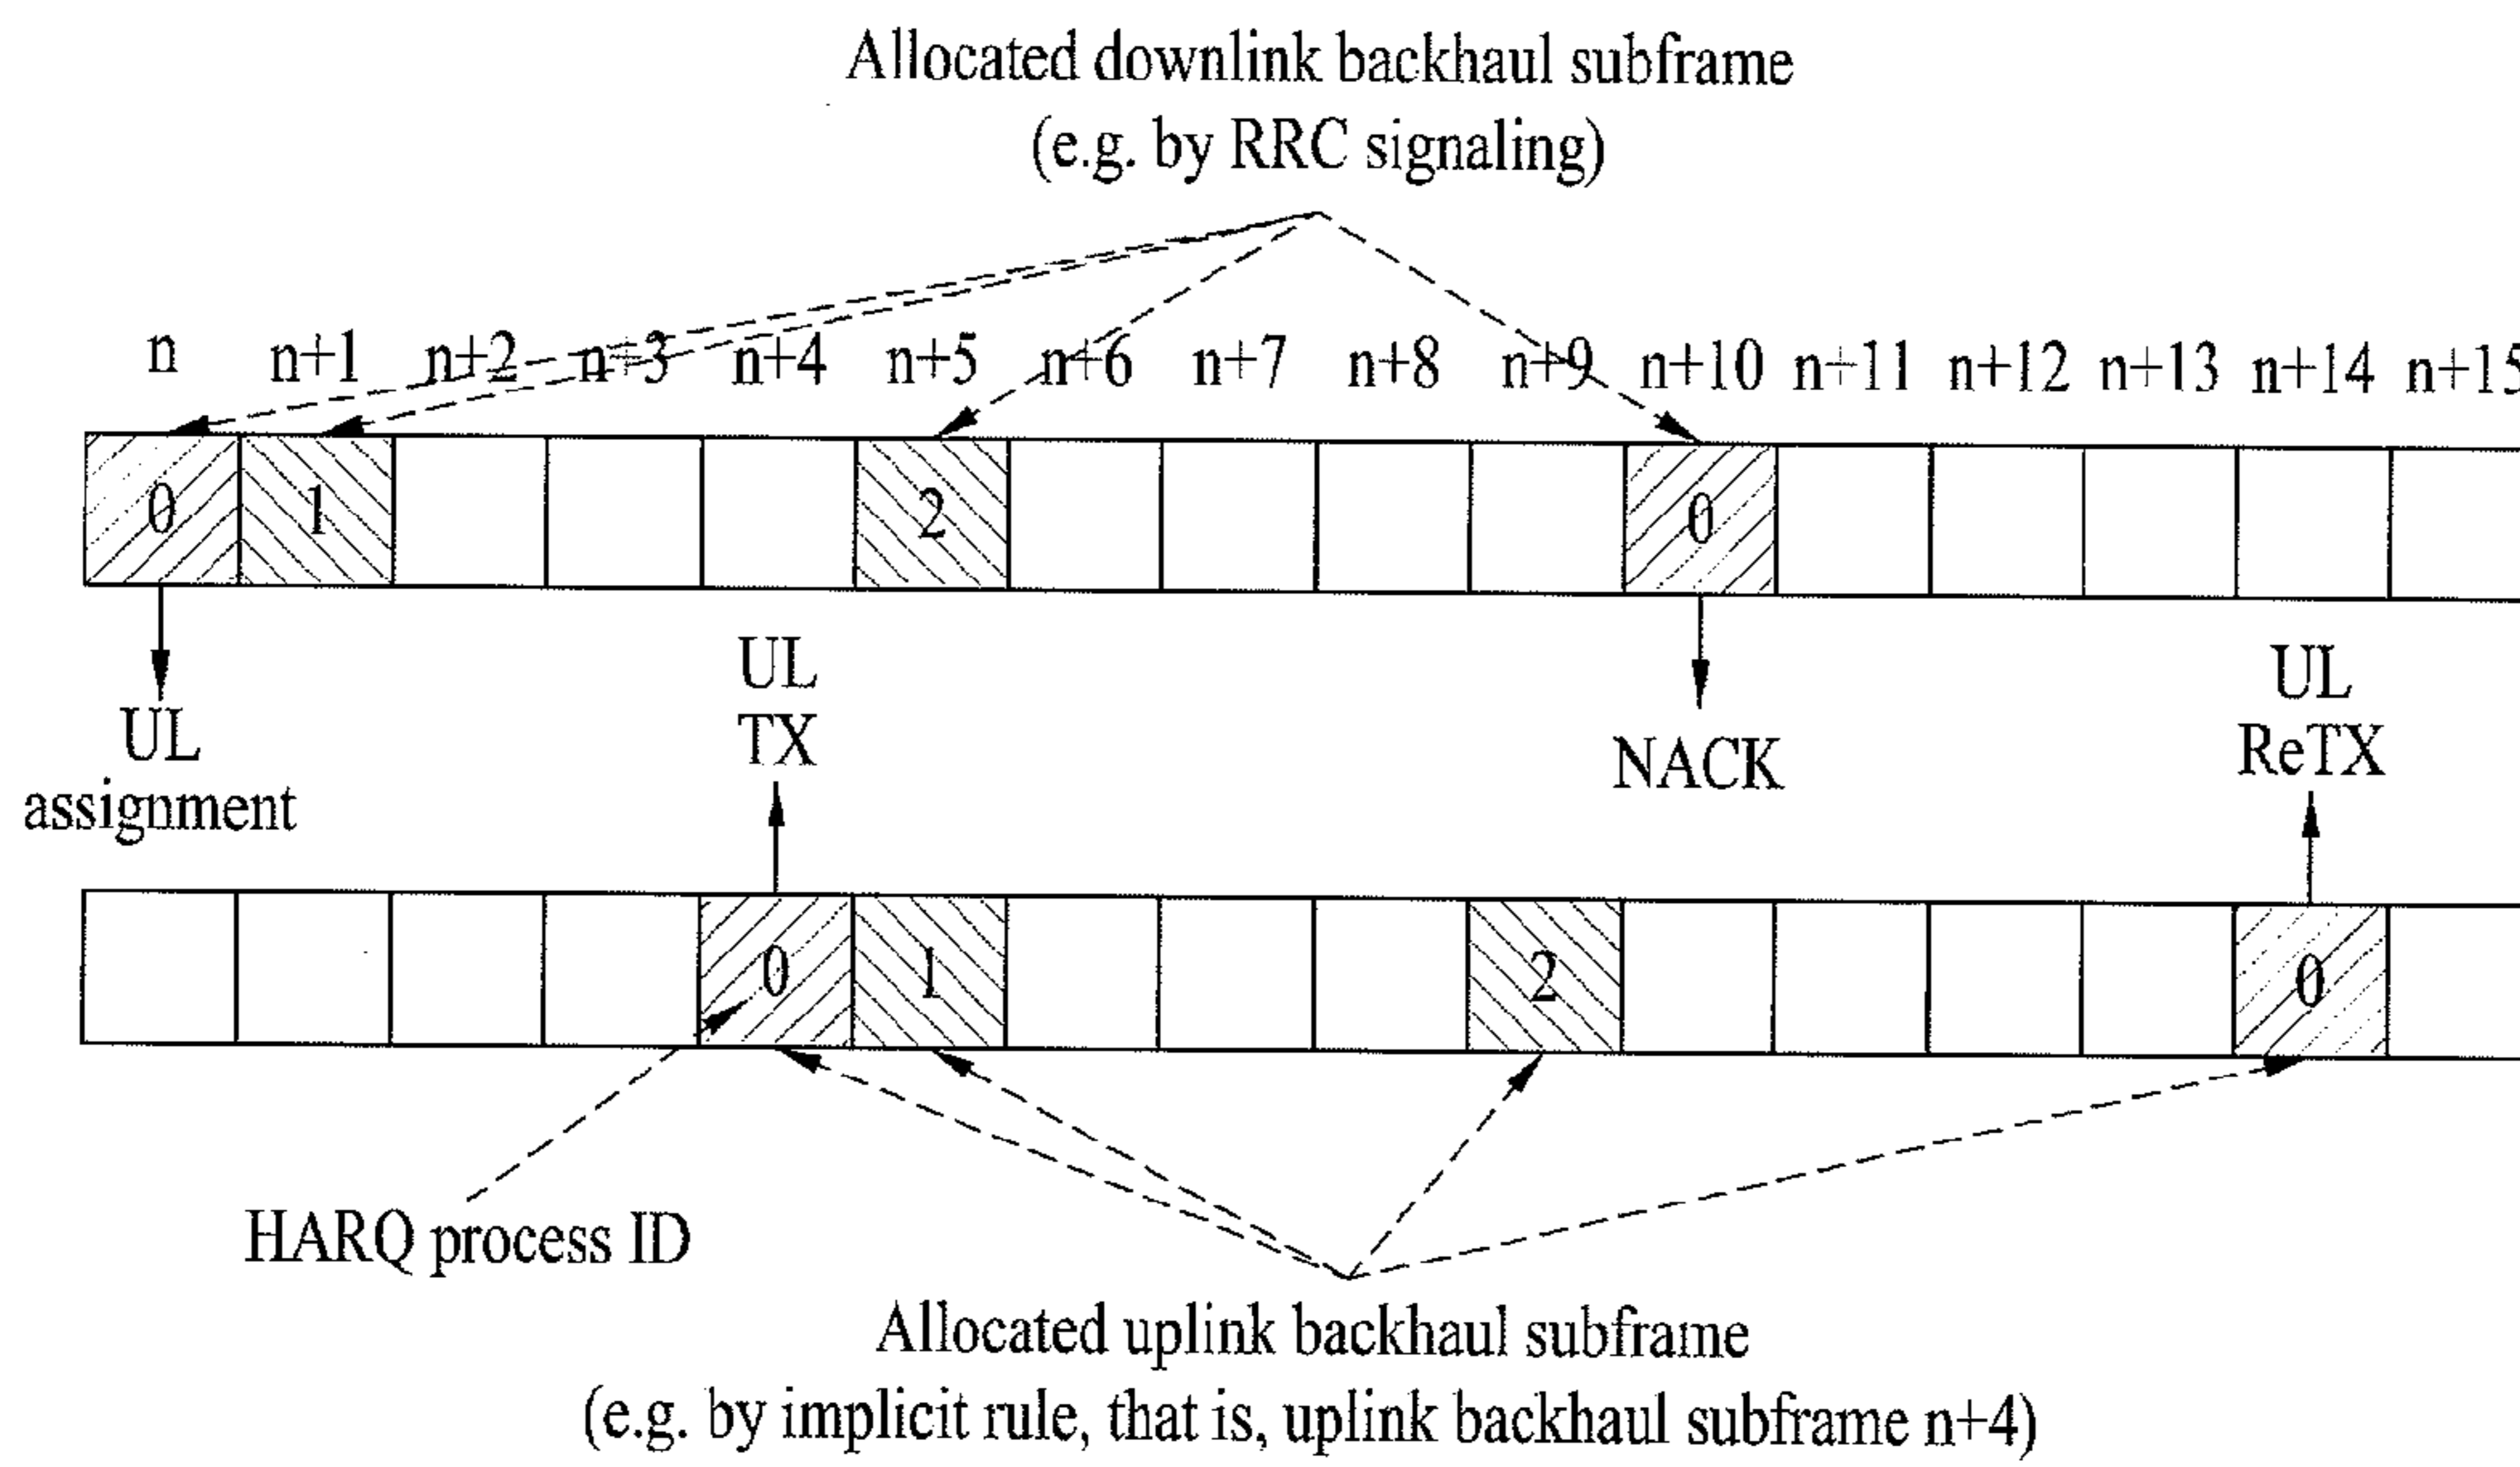 Allocated downlink backhaul subframe
(e.g. by RRC signaling)
n n+1 n+2 n+3 n+4 n+5 n+6 n+7 n+8 n+9 n+10 n+11 n+12 n+13 n+14 n+15
0 1 2 0
UL
assignment
UL
TX
NACK
UL
ReTX
0 1 2 0
HARQ process ID
Allocated uplink backhaul subframe
(e.g. by implicit rule, that is, uplink backhaul subframe n+4)